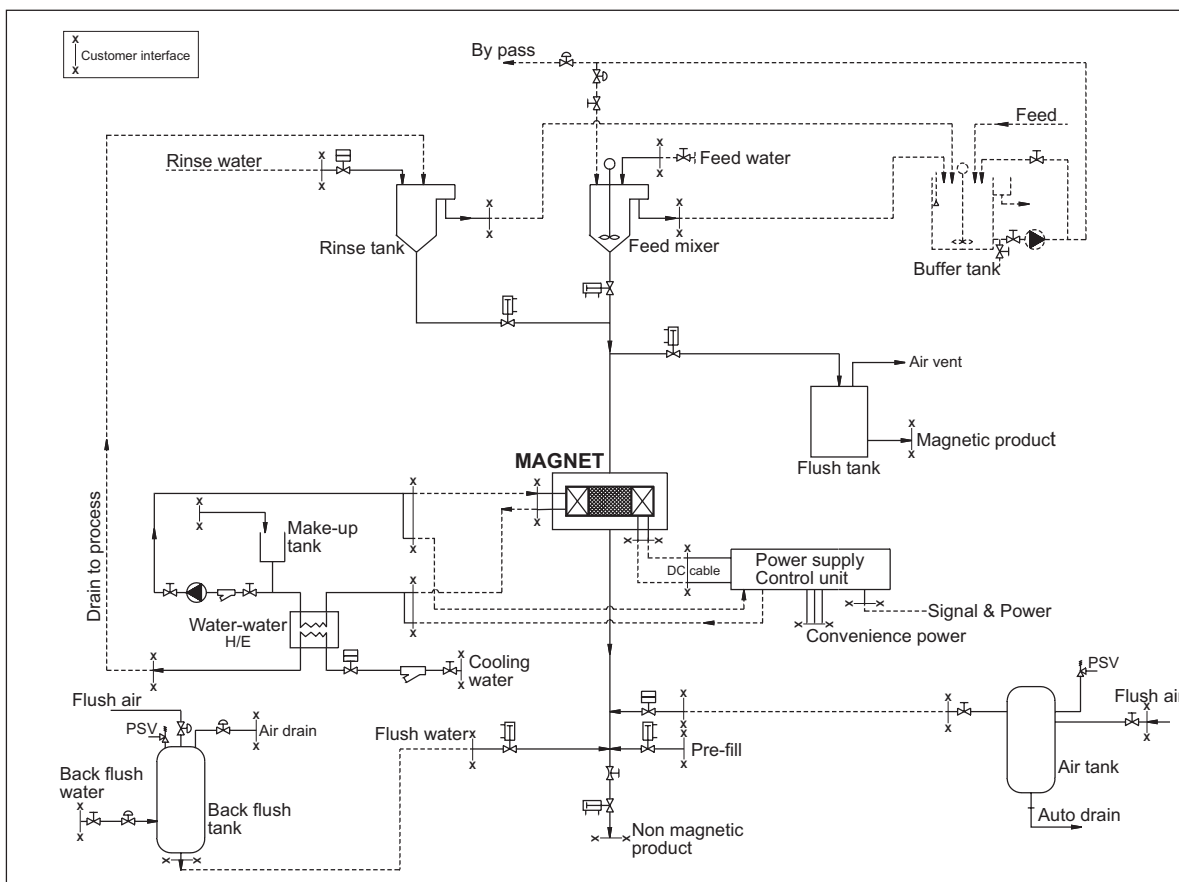 x
x
Customer interface
By pass
Feed
Rinse water
Feed water
Rinse tank
Feed mixer
Buffer tank
Air vent
Magnetic product
Flush tank
MAGNET
Make-up
tank
DC cable
Power supply
Control unit
Signal & Power
Convenience power
Drain to process
Water-water
H/E
Cooling
water
PSV
Flush air
Flush air
PSV
Air drain
Flush water
Pre-fill
Air tank
Back flush
water
Back flush
tank
Auto drain
Non magnetic
product